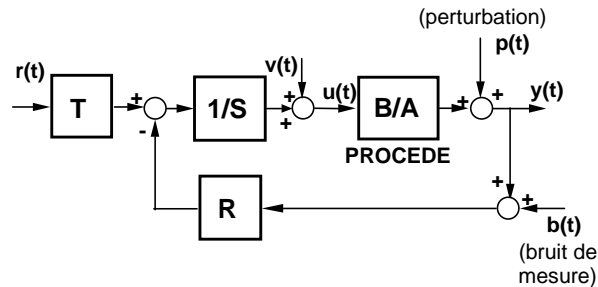 (perturbation)
p(t)
r(t)
v(t)
u(t)
y(t)
T
+
-
1/S
+
+
B/A
+
+
PROCEDE
R
+
+
b(t)
(bruit de
mesure)